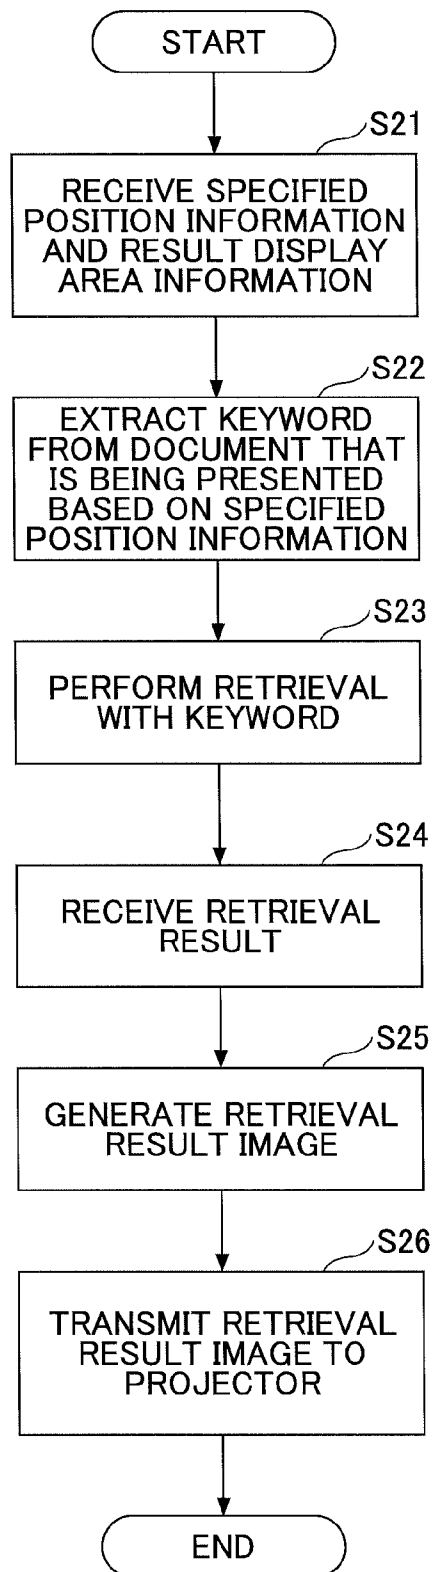 START
S21
RECEIVE SPECIFIED
POSITION INFORMATION
AND RESULT DISPLAY
AREA INFORMATION
S22
EXTRACT KEYWORD
FROM DOCUMENT THAT
IS BEING PRESENTED
BASED ON SPECIFIED
POSITION INFORMATION
S23
PERFORM RETRIEVAL
WITH KEYWORD
S24
RECEIVE RETRIEVAL
RESULT
S25
GENERATE RETRIEVAL
RESULT IMAGE
S26
TRANSMIT RETRIEVAL
RESULT IMAGE TO
PROJECTOR
END